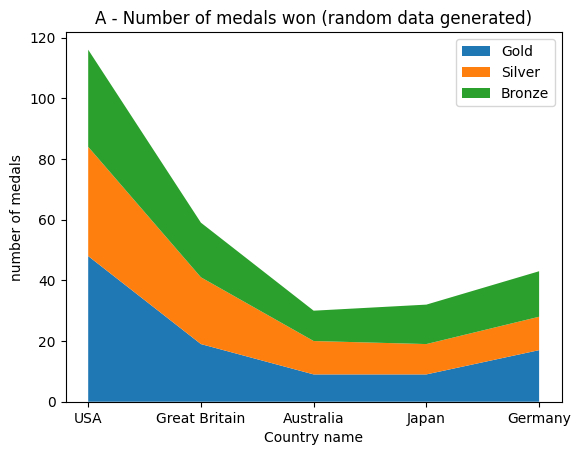 A - Number of medals won (random data generated)
120
100
80
60
40
20
0
number of medals
Gold
Silver
Bronze
USA Great Britain Australia Japan Germany
Country name